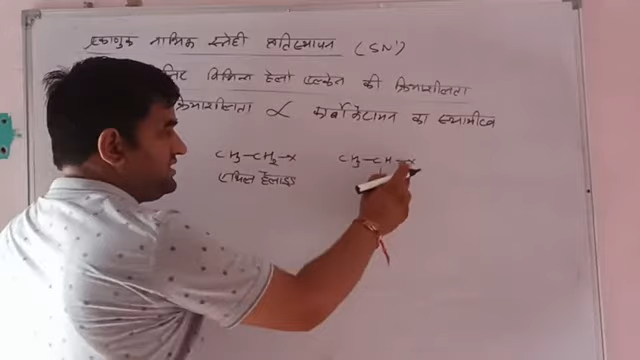 एकाणुक नाभिक स्नेही प्रतिस्थापन (SN¹)
विभिन्न हेलो एल्केन की क्रियाशीलता
क्रियाशीलता ∝ कार्बोकेटायन का स्थायीत्व
CH₃-CH₂-X CH₃-CH-X
एथिल हैलाइड